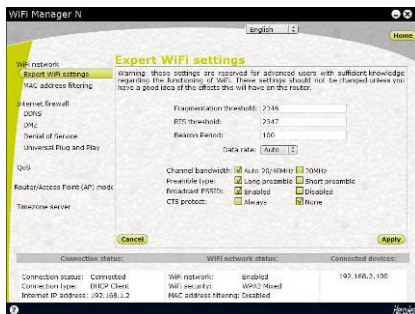 WiFi Manager N
English
Home
WiFi network
Expert WiFi settings
MAC address filtering
Internet firewall
DDNS
DMZ
Denial of Service
Universal Plug and Play
QoS
Router/Access Point (AP) mode
Timezone server
Expert WiFi settings
Warning: these settings are reserved for advanced users with sufficient knowledge
regarding the functioning of WiFi. These settings should not be changed unless you
have a good idea of the effects this will have on the router.
Fragmentation threshold: 2346
RTS threshold: 2347
Beacon Period: 100
Data rate: Auto
Channel bandwidth: Auto 20/40MHz 20MHz
Preamble type: Long preamble Short preamble
Broadcast ESSID: Enabled Disabled
CTS protect: Always None
Cancel
Apply
Connection status:
Connection status: Connected
Connection type: DHCP Client
Internet IP address: 192.168.1.2
WiFi network status:
WiFi network: Enabled
WiFi security: WPA2 Mixed
MAC address filtering: Disabled
Connected devices:
192.168.2.100
?
Hercules